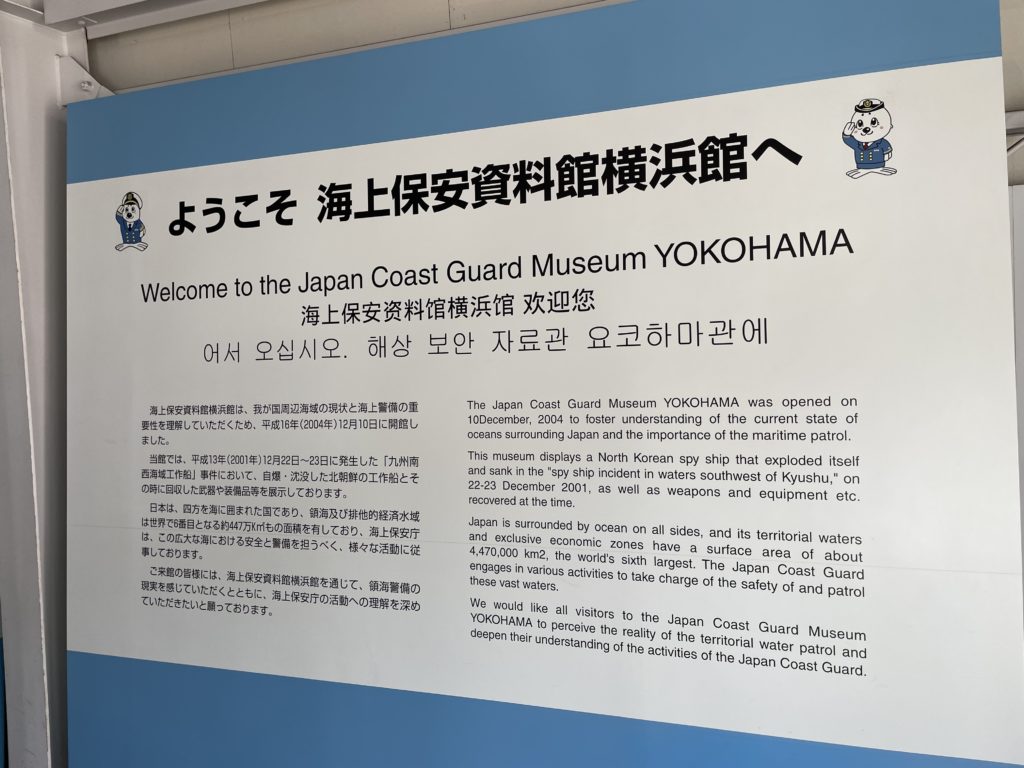 ようこそ 海上保安資料館横浜館へ
Welcome to the Japan Coast Guard Museum YOKOHAMA
海上保安资料馆横浜馆 欢迎您
어서 오십시오. 해상 보안 자료관 요코하마관에
海上保安資料館横浜館は、我が国周辺海域の現状と海上警備の重
要性を理解していただくため、平成16年(2004年)12月10日に開館し
ました。
当館では、平成13年(2001年)12月22日～23日に発生した「九州南
西海域工作船」事件において、自爆・沈没した北朝鮮の工作船とそ
の時に回収した武器や装備品等を展示しております。
日本は、四方を海に囲まれた国であり、領海及び排他的経済水域
は世界で6番目となる約447万K㎡もの面積を有しており、海上保安庁
は、この広大な海における安全と警備を担うべく、様々な活動に従
事しております。
ご来館の皆様には、海上保安資料館横浜館を通じて、領海警備の
現実を感じていただくとともに、海上保安庁の活動への理解を深め
ていただきたいと願っております。
The Japan Coast Guard Museum YOKOHAMA was opened on
10December, 2004 to foster understanding of the current state of
oceans surrounding Japan and the importance of the maritime patrol.
This museum displays a North Korean spy ship that exploded itself
and sank in the "spy ship incident in waters southwest of Kyushu," on
22-23 December 2001, as well as weapons and equipment etc.
recovered at the time.
Japan is surrounded by ocean on all sides, and its territorial waters
and exclusive economic zones have a surface area of about
4,470,000 km2, the world's sixth largest. The Japan Coast Guard
engages in various activities to take charge of the safety of and patrol
these vast waters.
We would like all visitors to the Japan Coast Guard Museum
YOKOHAMA to perceive the reality of the territorial water patrol and
deepen their understanding of the activities of the Japan Coast Guard.